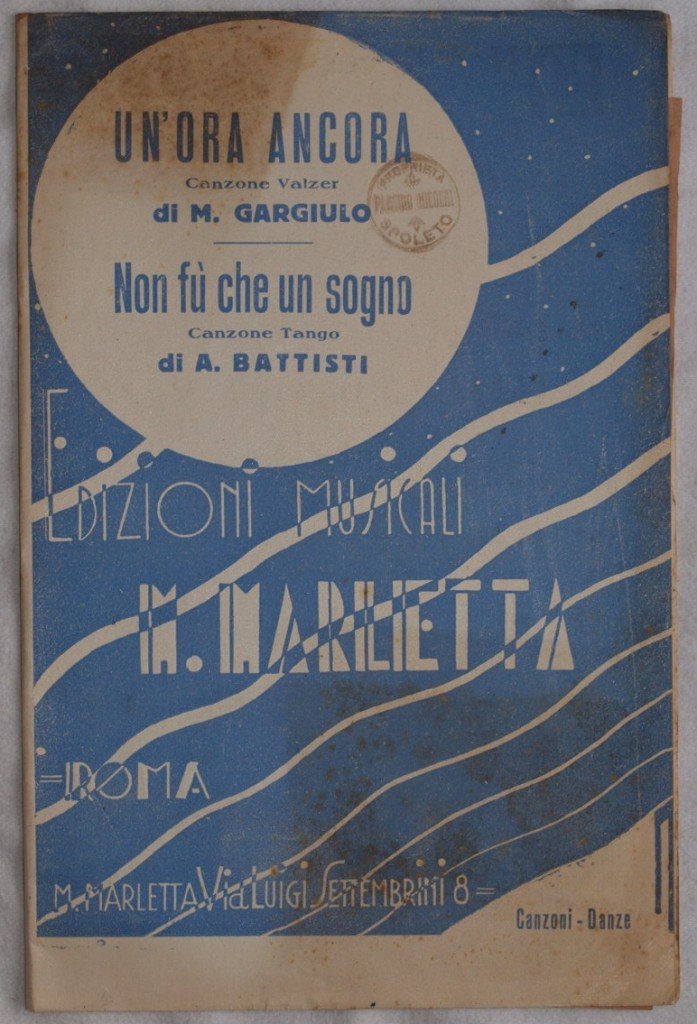 UN'ORA ANCORA
Canzone Valzer
di M. GARGIULO
PROPRIETÀ
SPOLETO
Non fù che un sogno
Canzone Tango
di A. BATTISTI
EDIZIONI MUSICALI
M. MARLETTA
=ROMA
M. MARLETTA Via LUIGI SETTEMBRINI 8=
Canzoni - Danze